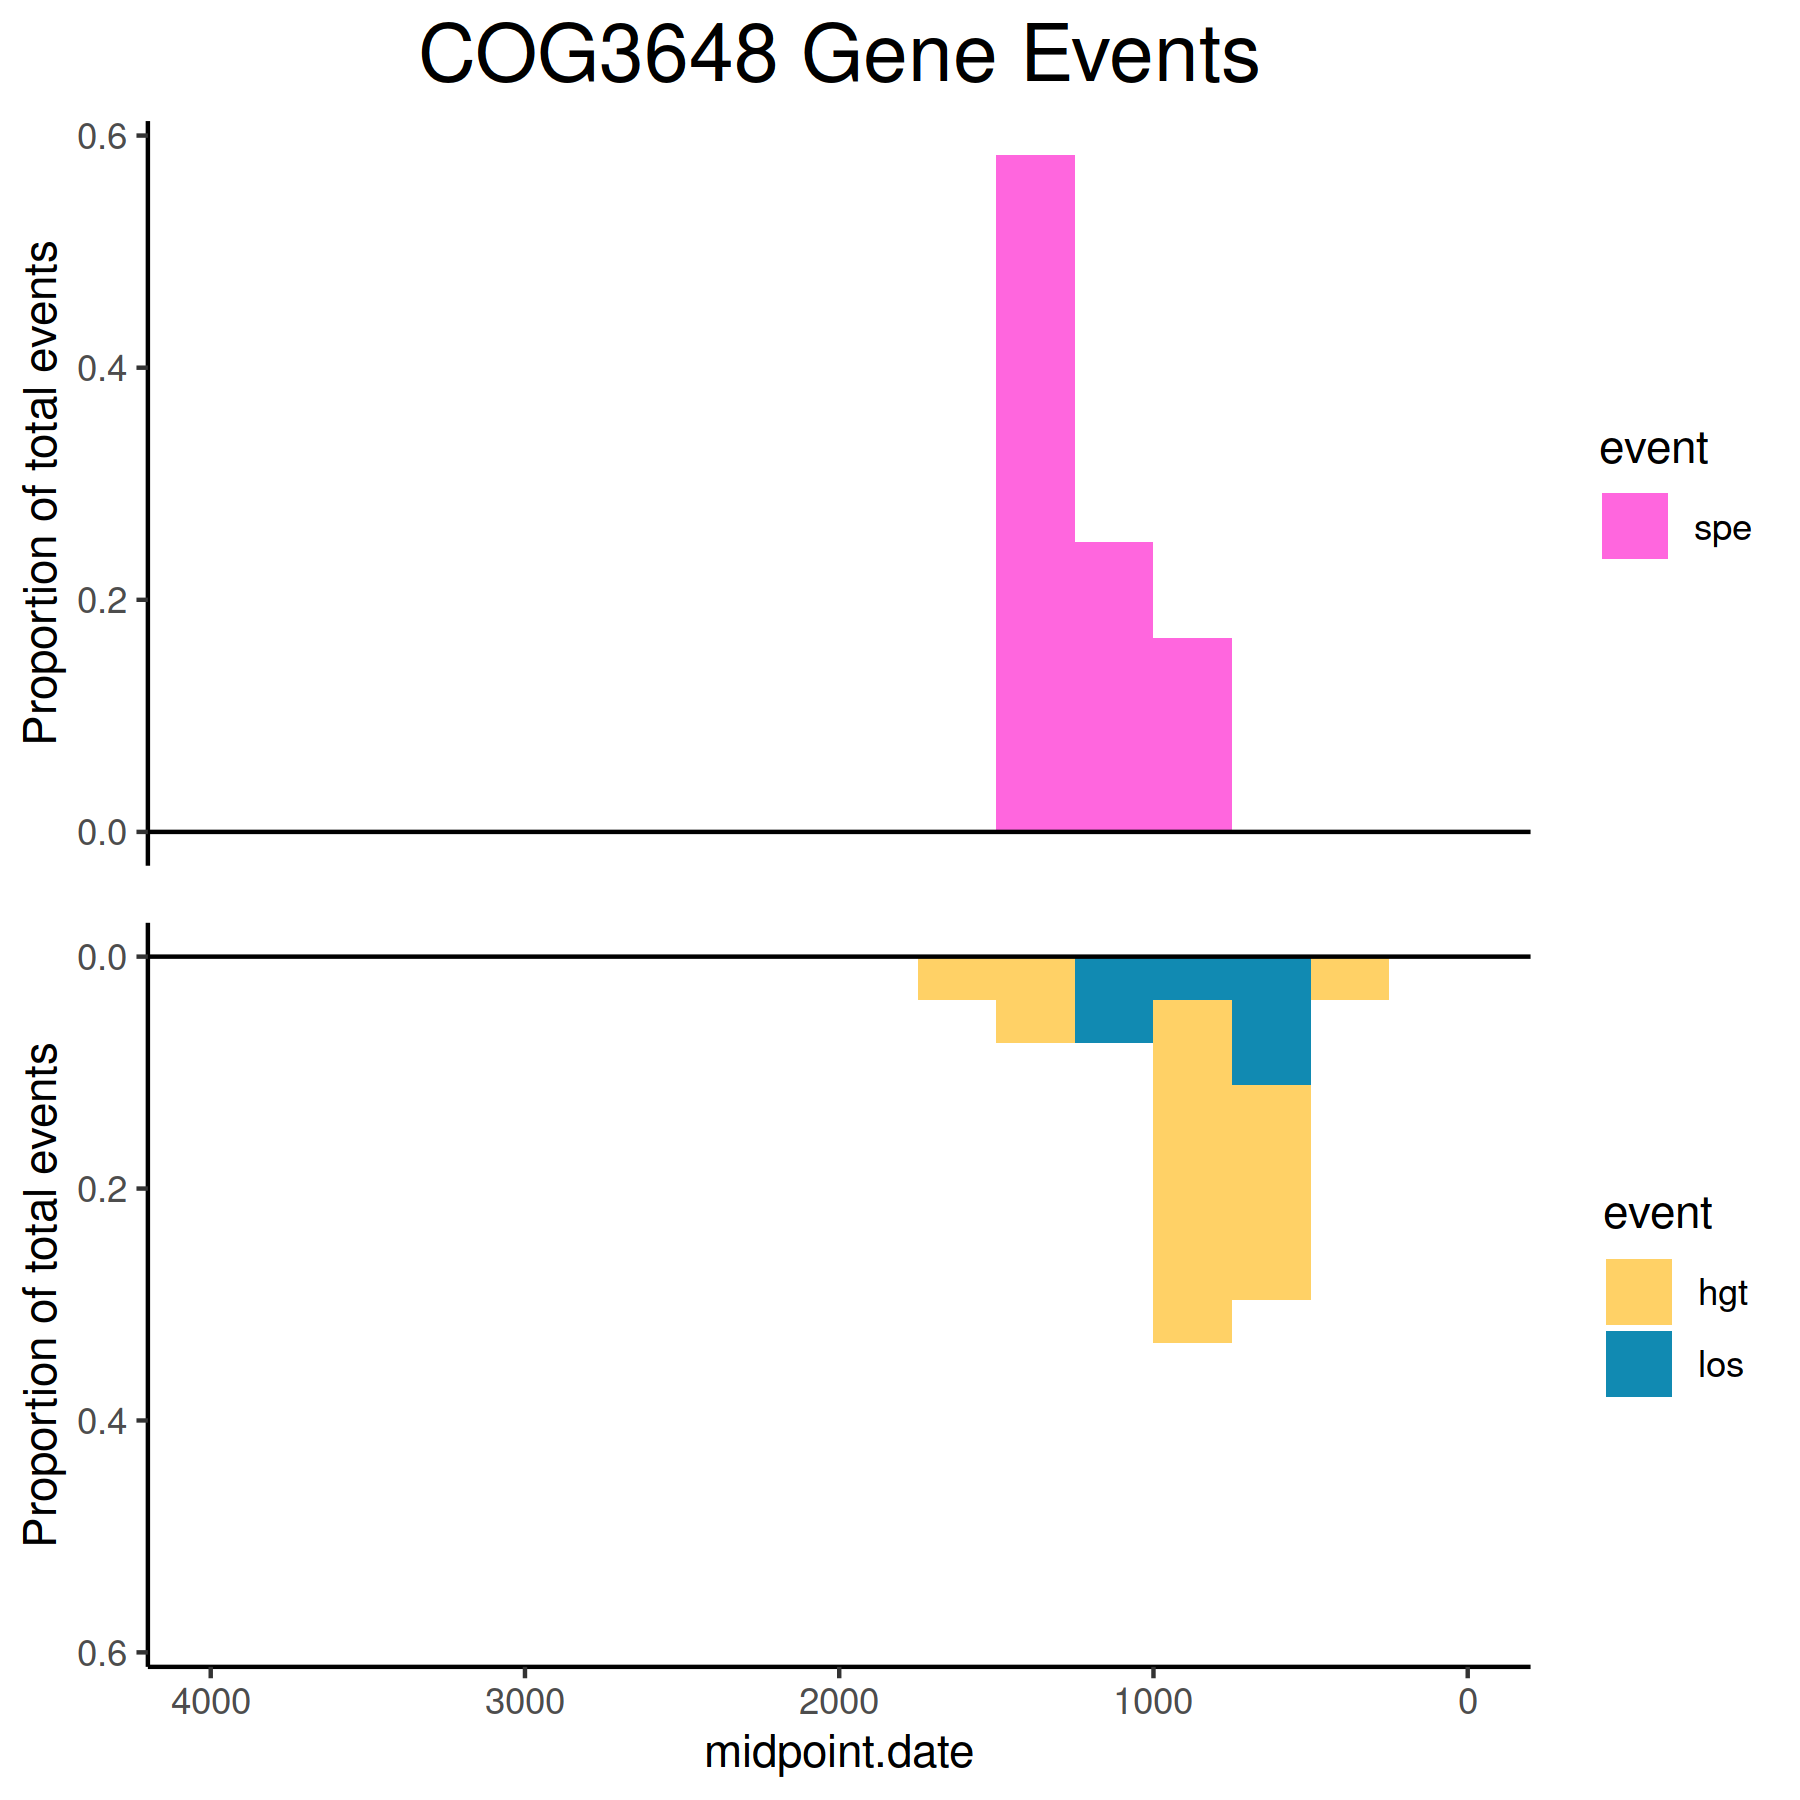 COG3648 Gene Events
Proportion of total events
0.6
0.4
0.2
0.0
event
spe
Proportion of total events
0.0
0.2
0.4
0.6
event
hgt
los
4000 3000 2000 1000 0
midpoint.date